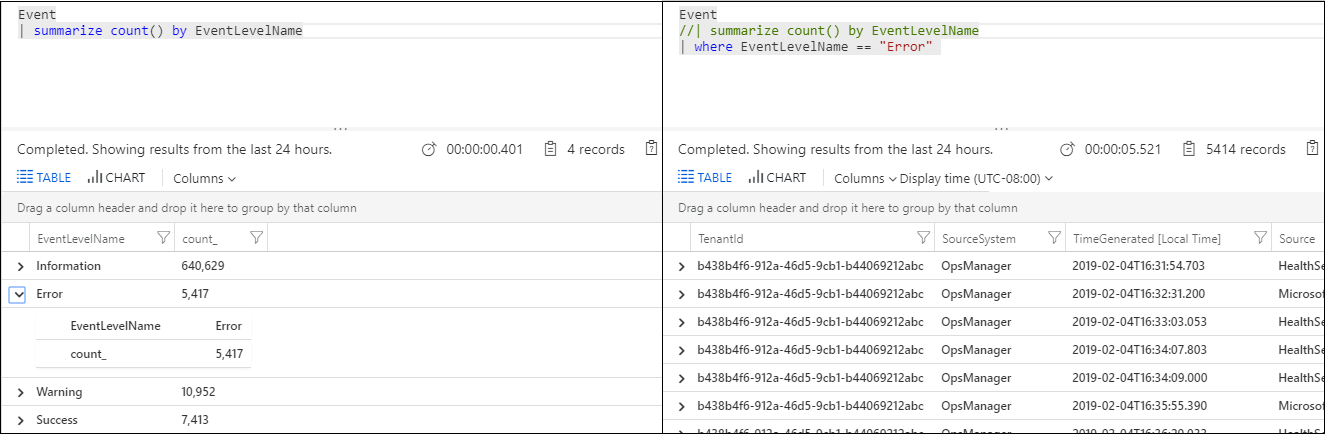 Event
| summarize count() by EventLevelName
Completed. Showing results from the last 24 hours. 00:00:00.401 4 records
TABLE CHART Columns
Drag a column header and drop it here to group by that column
EventLevelName count_
Information 640,629
Error 5,417
EventLevelName Error
count_ 5,417
Warning 10,952
Success 7,413
Event
//| summarize count() by EventLevelName
| where EventLevelName == "Error"
Completed. Showing results from the last 24 hours. 00:00:05.521 5414 records
TABLE CHART Columns Display time (UTC-08:00)
Drag a column header and drop it here to group by that column
TenantId SourceSystem TimeGenerated [Local Time] Source
b438b4f6-912a-46d5-9cb1-b44069212abc OpsManager 2019-02-04T16:31:54.703 HealthSe
b438b4f6-912a-46d5-9cb1-b44069212abc OpsManager 2019-02-04T16:32:31.200 Microso
b438b4f6-912a-46d5-9cb1-b44069212abc OpsManager 2019-02-04T16:33:03.053 HealthSe
b438b4f6-912a-46d5-9cb1-b44069212abc OpsManager 2019-02-04T16:34:07.803 HealthSe
b438b4f6-912a-46d5-9cb1-b44069212abc OpsManager 2019-02-04T16:34:09.000 HealthSe
b438b4f6-912a-46d5-9cb1-b44069212abc OpsManager 2019-02-04T16:35:55.390 Microso